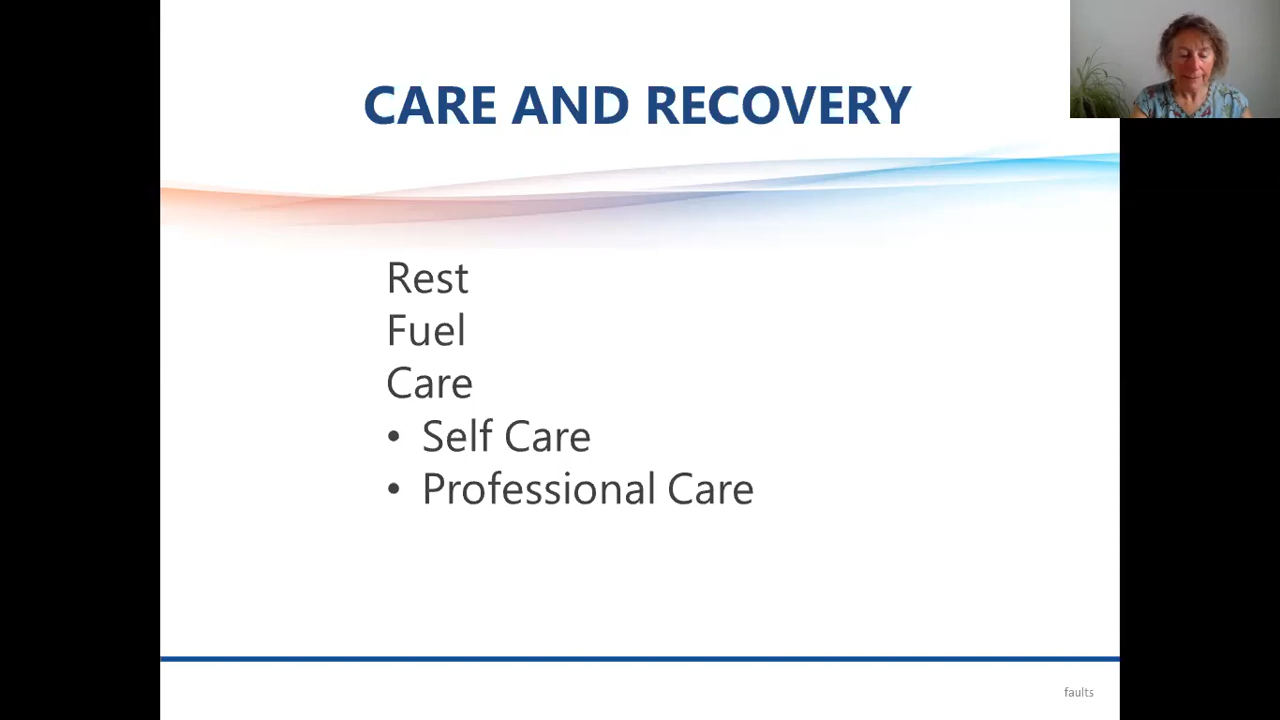 CARE AND RECOVERY
Rest
Fuel
Care
• Self Care
• Professional Care
faults